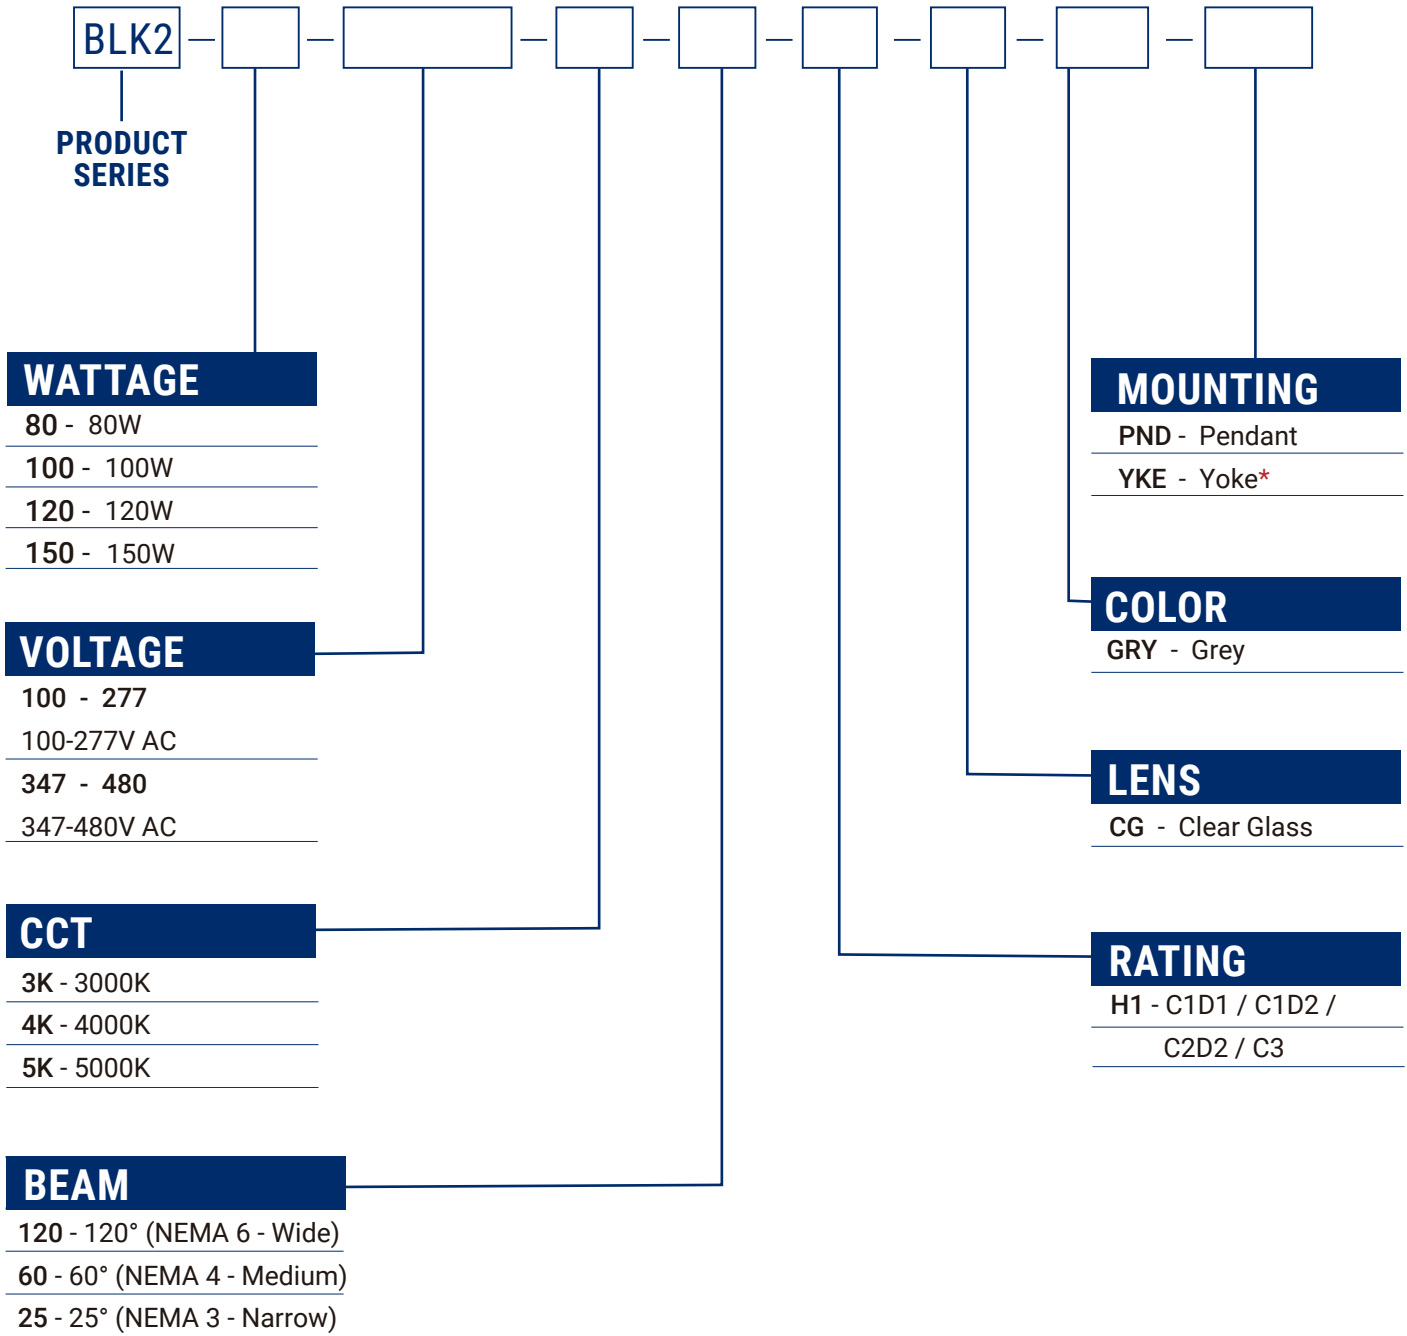 BLK2
PRODUCT
SERIES
WATTAGE
80 - 80W
100 - 100W
120 - 120W
150 - 150W
VOLTAGE
100 - 277
100-277V AC
347 - 480
347-480V AC
CCT
3K - 3000K
4K - 4000K
5K - 5000K
BEAM
120 - 120° (NEMA 6 - Wide)
60 - 60° (NEMA 4 - Medium)
25 - 25° (NEMA 3 - Narrow)
MOUNTING
PND - Pendant
YKE - Yoke*
COLOR
GRY - Grey
LENS
CG - Clear Glass
RATING
H1 - C1D1 / C1D2 /
C2D2 / C3